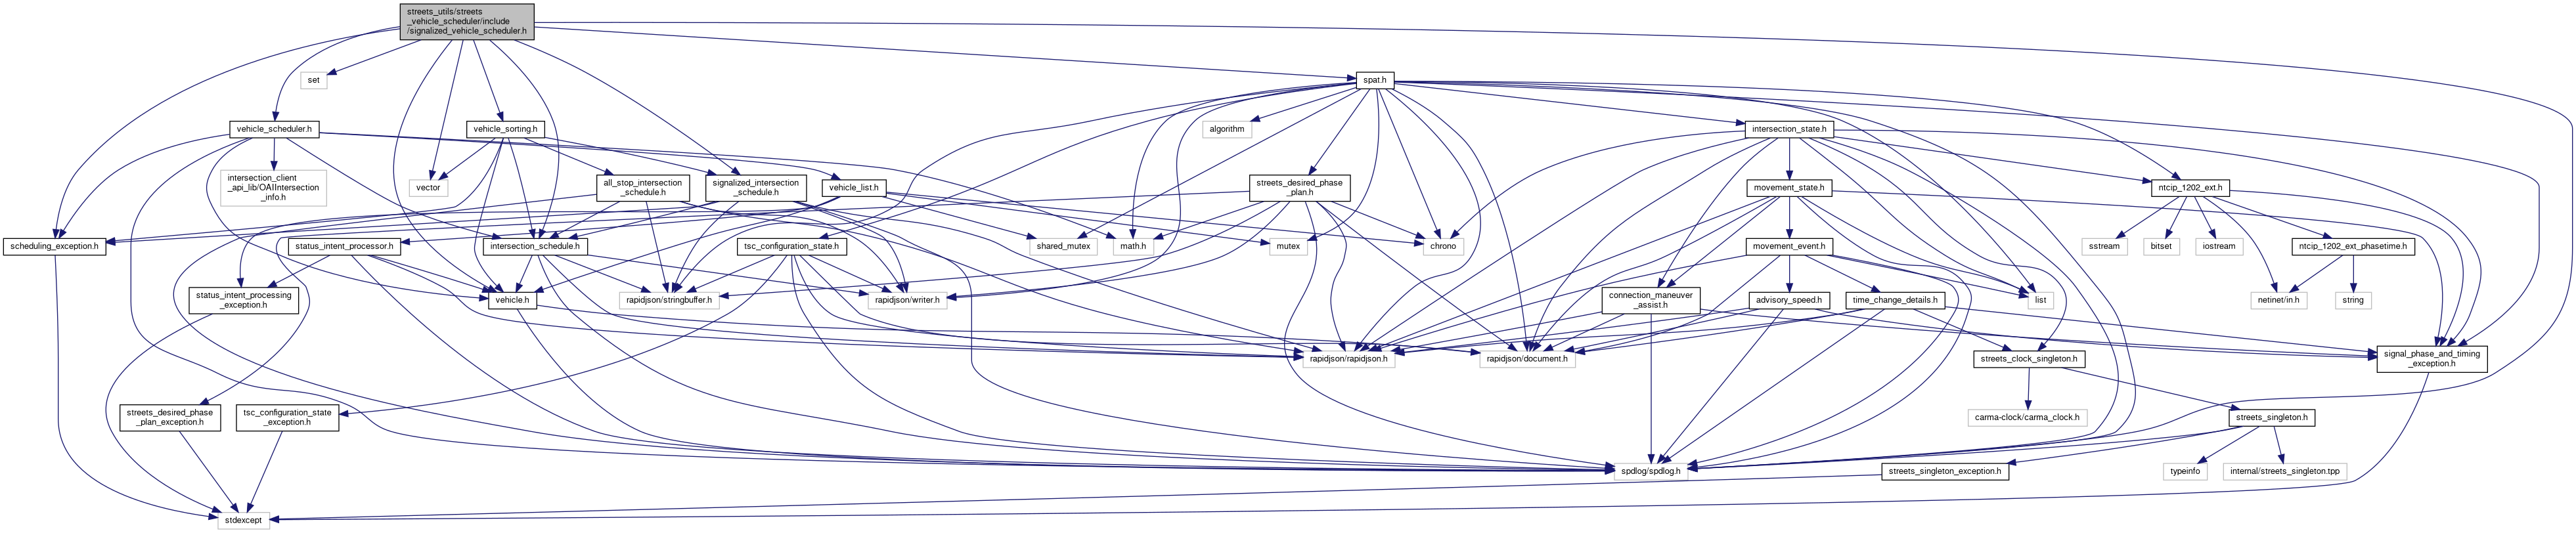 streets_utils/streets
_vehicle_scheduler/include
/signalized_vehicle_scheduler.h
set
spat.h
vehicle_scheduler.h
vehicle_sorting.h
algorithm
intersection_state.h
intersection_client
_api_lib/OAIIntersection
_info.h
vector
all_stop_intersection
_schedule.h
signalized_intersection
_schedule.h
vehicle_list.h
streets_desired_phase
_plan.h
movement_state.h
ntcip_1202_ext.h
scheduling_exception.h
status_intent_processor.h
intersection_schedule.h
tsc_configuration_state.h
shared_mutex
math.h
mutex
chrono
movement_event.h
sstream
bitset
iostream
ntcip_1202_ext_phasetime.h
status_intent_processing
_exception.h
vehicle.h
rapidjson/stringbuffer.h
rapidjson/writer.h
connection_maneuver
_assist.h
advisory_speed.h
time_change_details.h
list
netinet/in.h
string
rapidjson/rapidjson.h
rapidjson/document.h
streets_clock_singleton.h
signal_phase_and_timing
_exception.h
streets_desired_phase
_plan_exception.h
tsc_configuration_state
_exception.h
carma-clock/carma_clock.h
streets_singleton.h
spdlog/spdlog.h
streets_singleton_exception.h
typeinfo
internal/streets_singleton.tpp
stdexcept